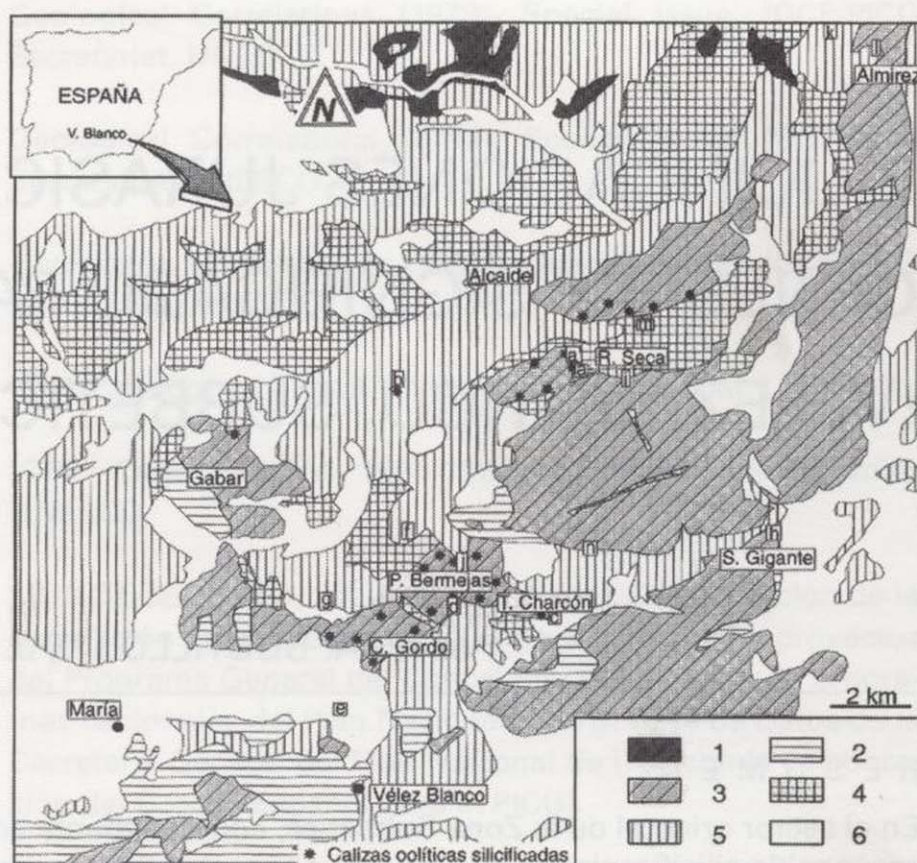 ESPAÑA
V. Blanco
N
k
Almirez
Alcaidel
m
a
R. Seca
i
b
Gabar
f
j
n
h
S. Gigante
P. Bermejas
g
d
T. Charcón
c
C. Gordo
María
e
2 km
Vélez Blanco
1
2
3
4
5
6
* Calizas oolíticas silicificadas